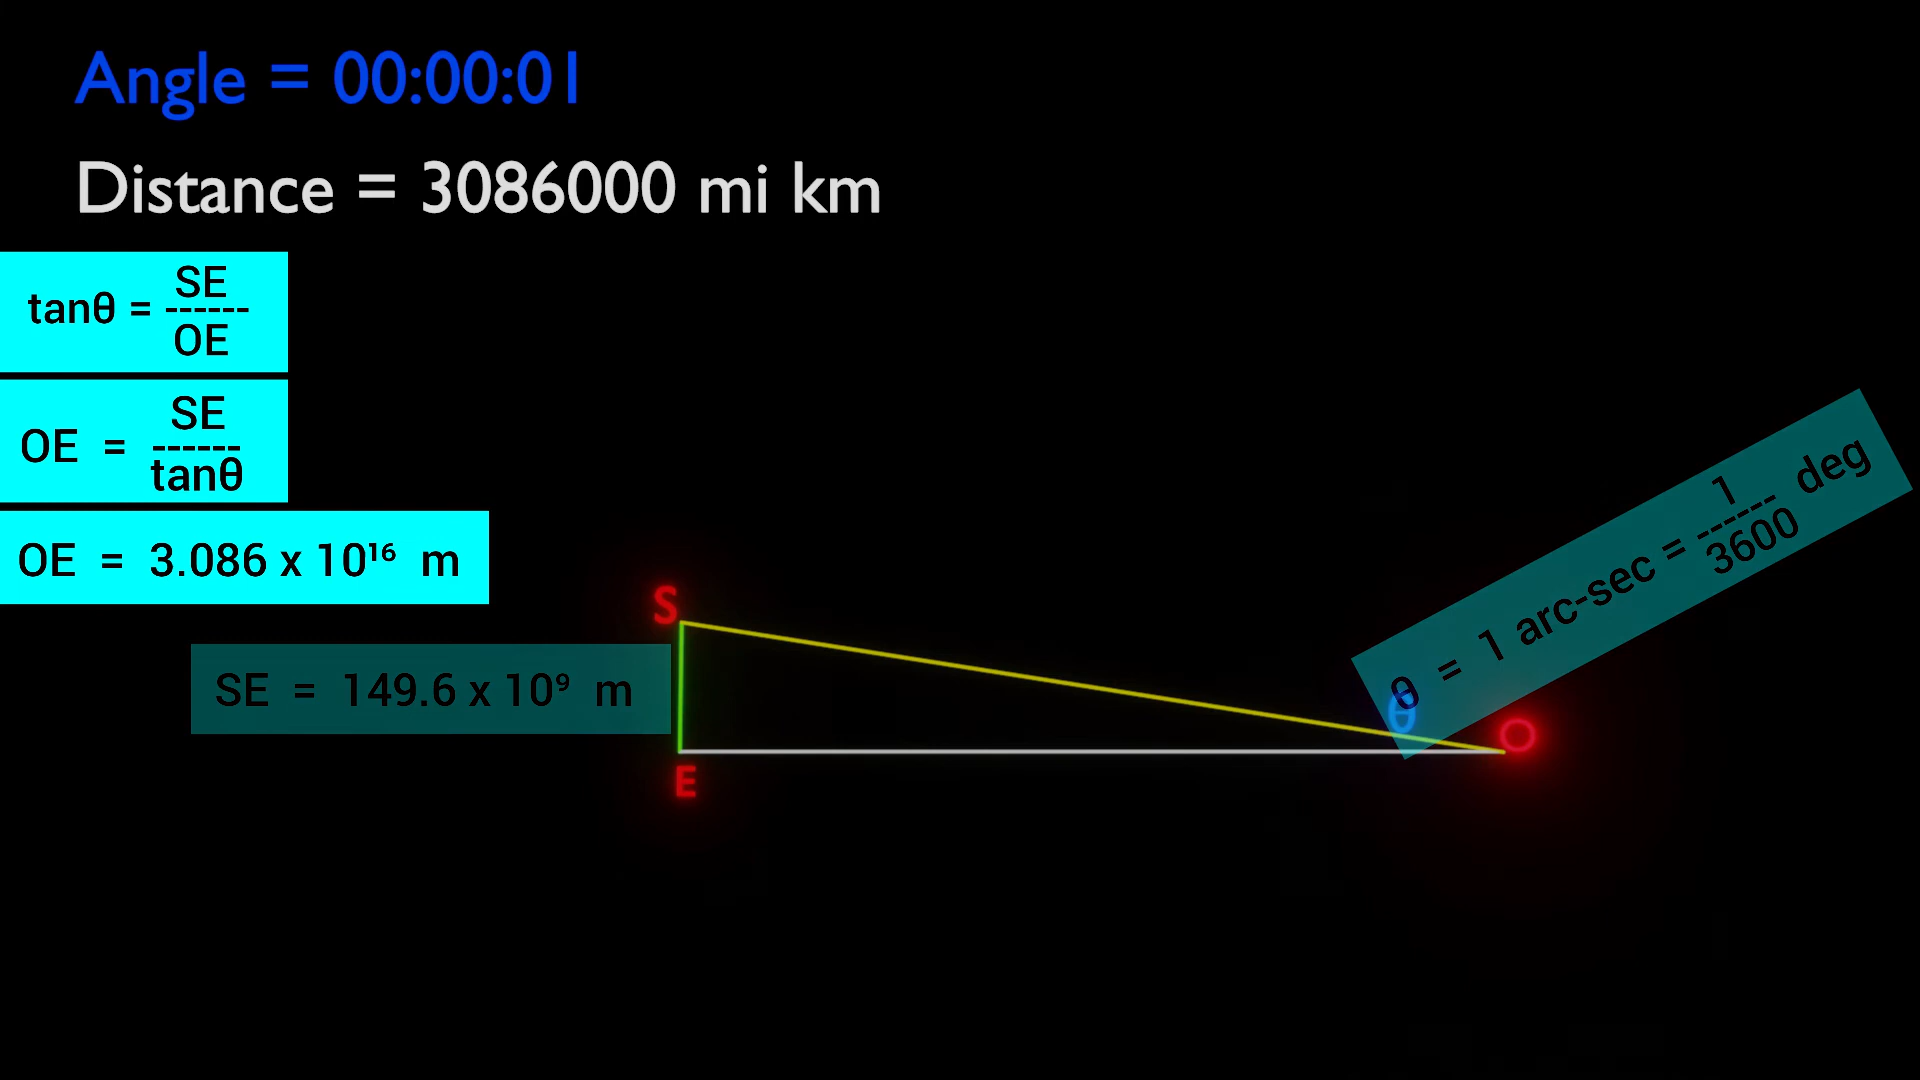 Angle = 00:00:01
Distance = 3086000 mi km
tanθ = SE
------
OE
OE = SE
------
tanθ
OE = 3.086 x 10¹⁶ m
SE = 149.6 x 10⁹ m
S
E
θ
O
θ = 1 arc-sec = 1
------
3600 deg